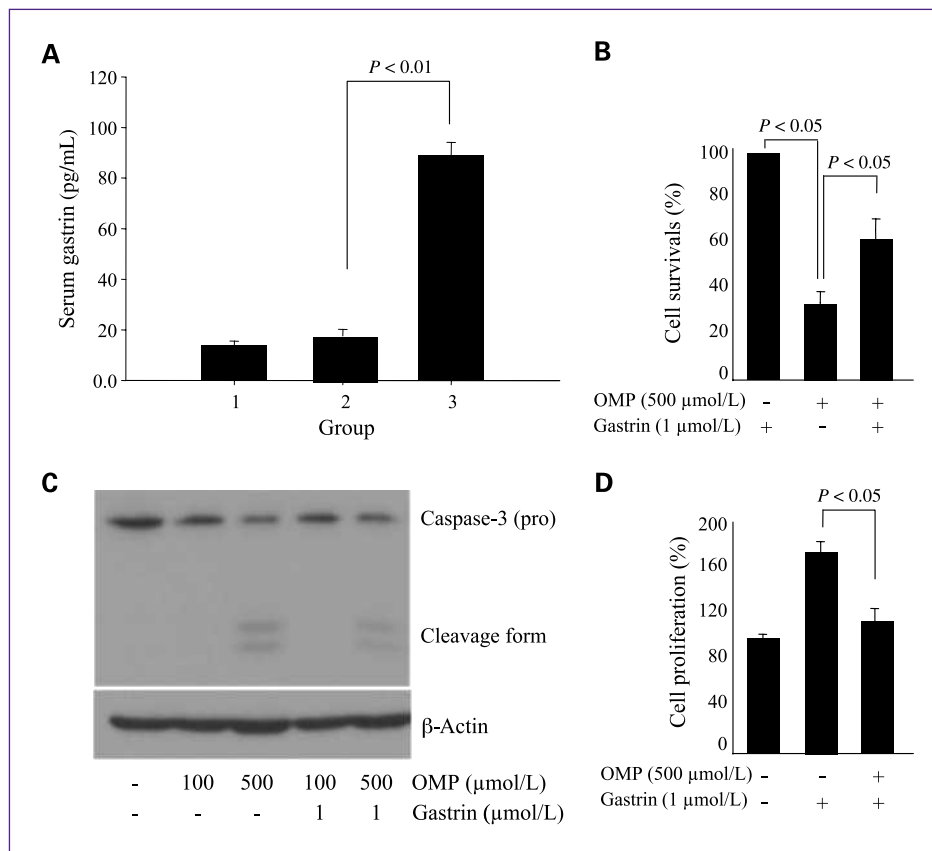 A
P < 0.01
120
100
80
60
40
20
0.0
Serum gastrin (pg/mL)
1 2 3
Group
B
P < 0.05
P < 0.05
100
80
60
40
20
0
Cell survivals (%)
OMP (500 µmol/L) - + +
Gastrin (1 µmol/L) + - +
C
Caspase-3 (pro)
Cleavage form
β-Actin
- 100 500 100 500 OMP (µmol/L)
- - - 1 1 Gastrin (µmol/L)
D
P < 0.05
200
160
120
80
40
0
Cell proliferation (%)
OMP (500 µmol/L) - - +
Gastrin (1 µmol/L) - + +